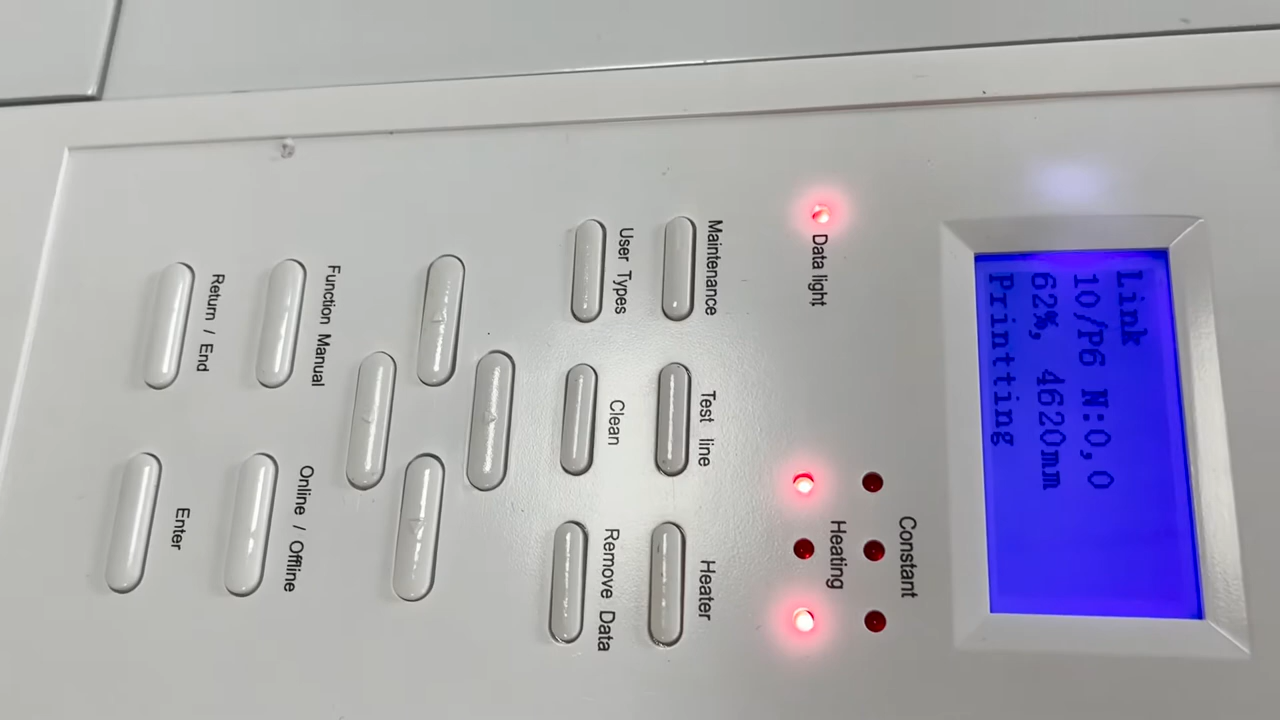 Link
10/P6 N:0,0
62%, 4620mm
Printting
Constant
Data light
Heating
Maintenance
Test line
Heater
User Types
Clean
Remove Data
Function Manual
Online / Offline
Return / End
Enter